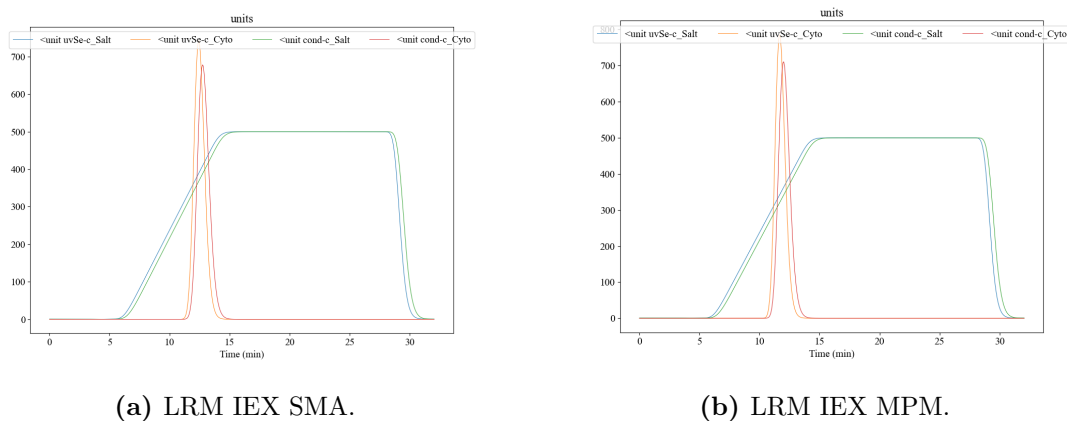 units
<unit uvSe-c_Salt <unit uvSe-c_Cyto <unit cond-c_Salt <unit cond-c_Cyto
700
600
500
400
300
200
100
0
0 5 10 15 20 25 30
Time (min)
(a) LRM IEX SMA.
units
800
<unit uvSe-c_Salt <unit uvSe-c_Cyto <unit cond-c_Salt <unit cond-c_Cyto
700
600
500
400
300
200
100
0
0 5 10 15 20 25 30
Time (min)
(b) LRM IEX MPM.